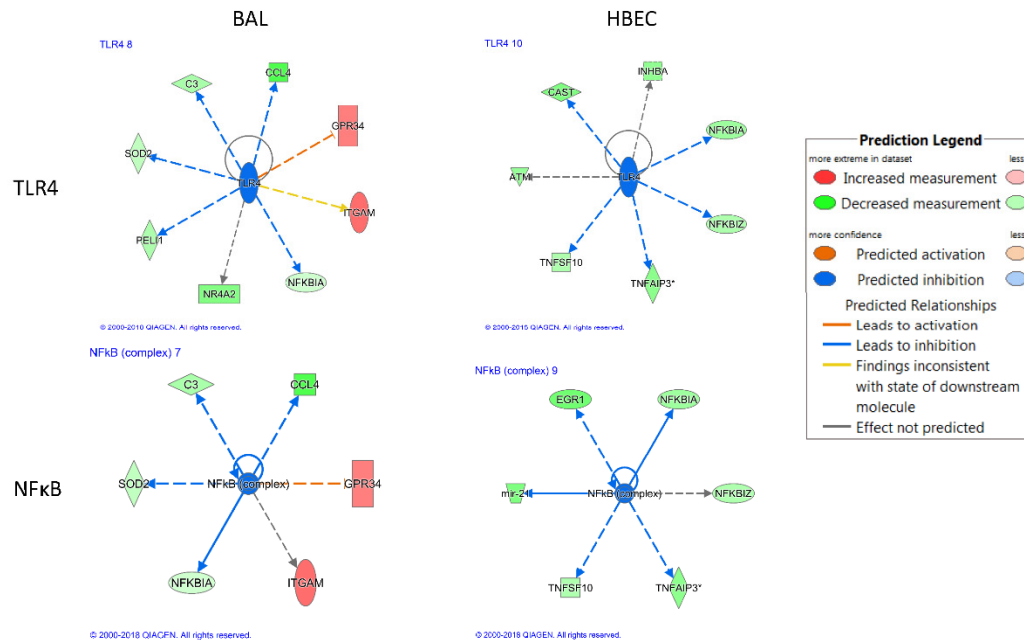 BAL
HBEC
TLR4 8
TLR4 10
C3
CCL4
GPR34
SOD2
TLR4
ITGAM
PELI1
NFKBIA
NR4A2
© 2000-2018 QIAGEN. All rights reserved.
INHBA
CAST
NFKBIA
ATM
TLR4
NFKBIZ
TNFSF10
TNFAIP3*
© 2000-2015 QIAGEN. All rights reserved.
TLR4
Prediction Legend
more extreme in dataset less
Increased measurement
Decreased measurement
more confidence less
Predicted activation
Predicted inhibition
Predicted Relationships
Leads to activation
Leads to inhibition
Findings inconsistent
with state of downstream
molecule
Effect not predicted
NFkB (complex) 7
NFkB (complex) 9
C3
CCL4
SOD2
NFkB (complex)
GPR34
NFKBIA
ITGAM
© 2000-2018 QIAGEN. All rights reserved.
EGR1
NFKBIA
mir-21
NFkB (complex)
NFKBIZ
TNFSF10
TNFAIP3*
© 2000-2016 QIAGEN. All rights reserved.
NFκB